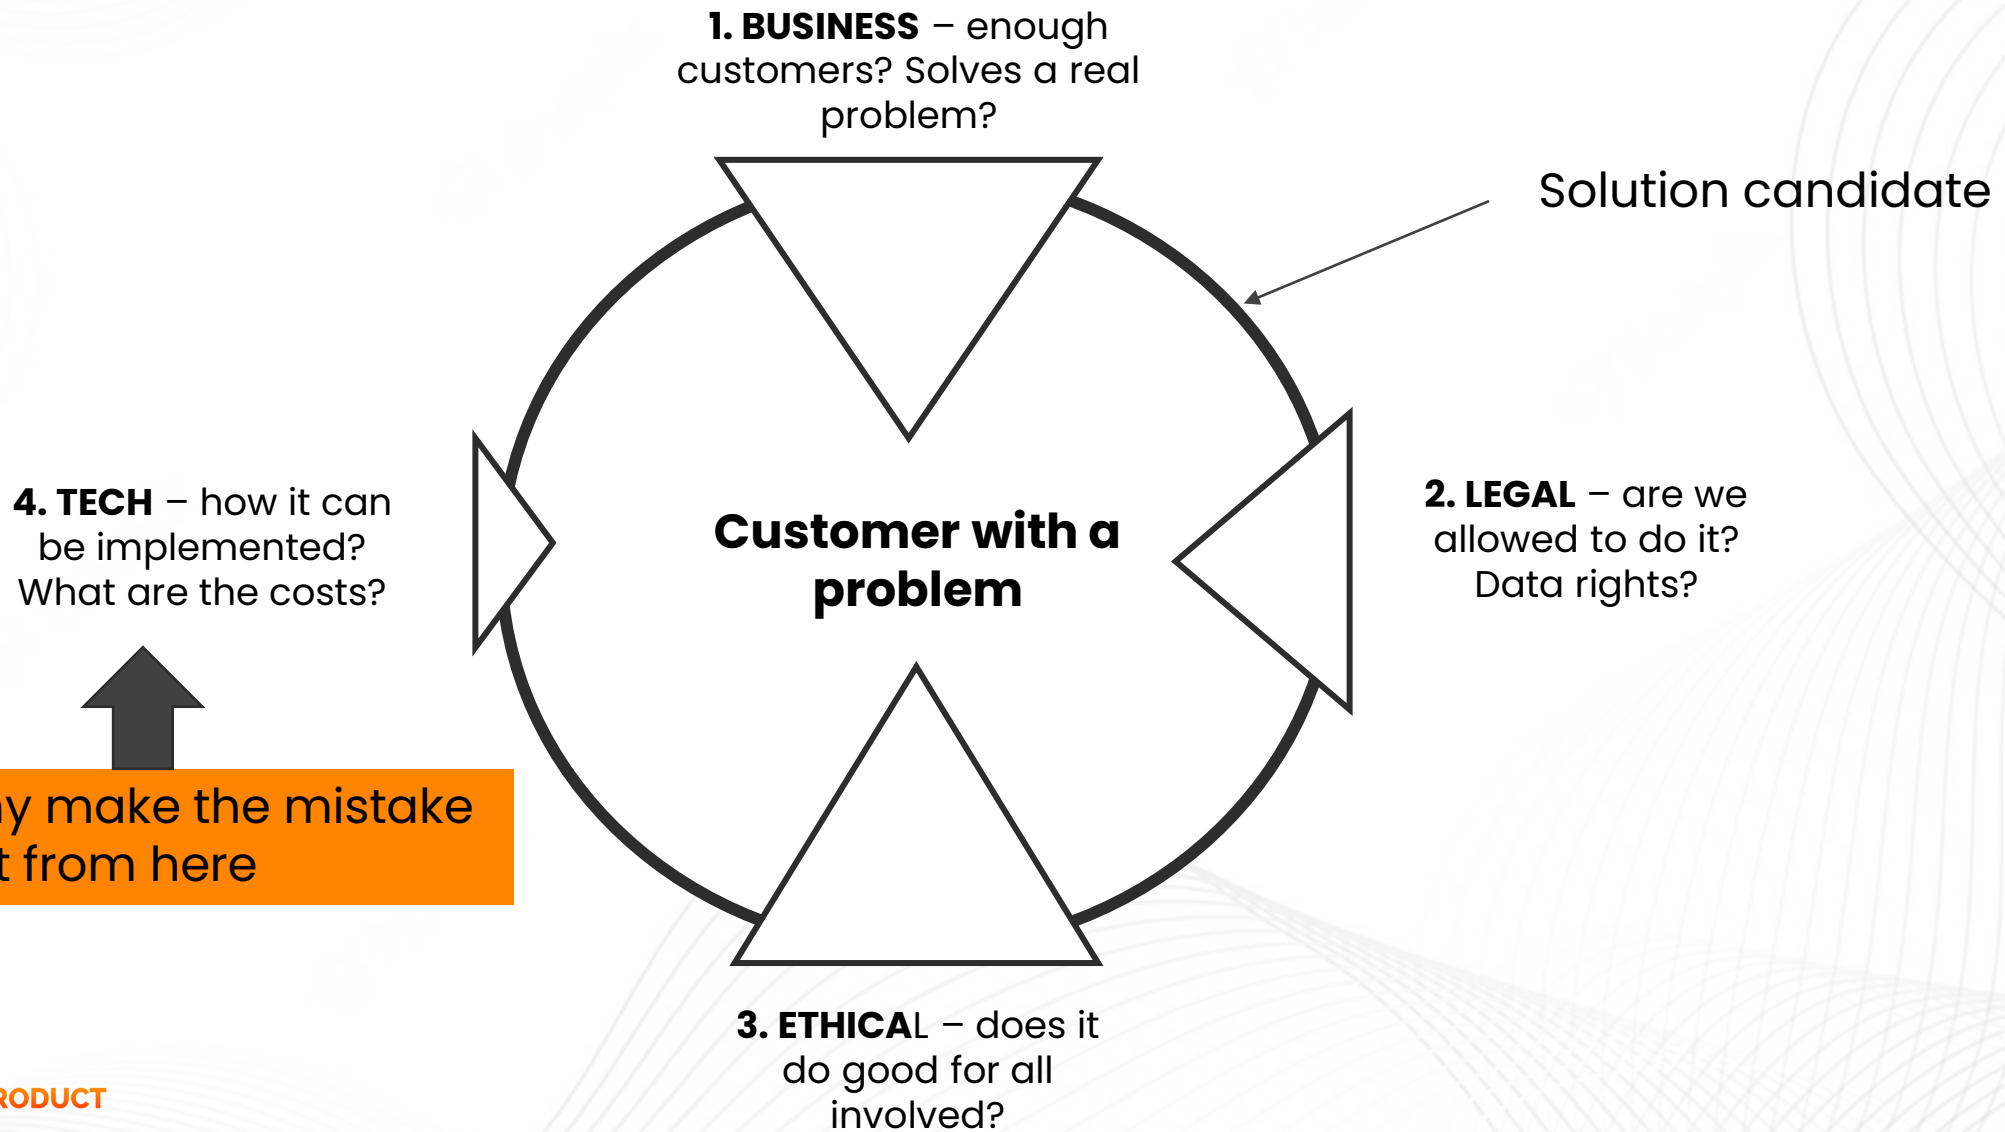 1. BUSINESS – enough
customers? Solves a real
problem?
Solution candidate
4. TECH – how it can
be implemented?
What are the costs?
Customer with a
problem
2. LEGAL – are we
allowed to do it?
Data rights?
make the mistake
from here
3. ETHICAL – does it
do good for all
involved?